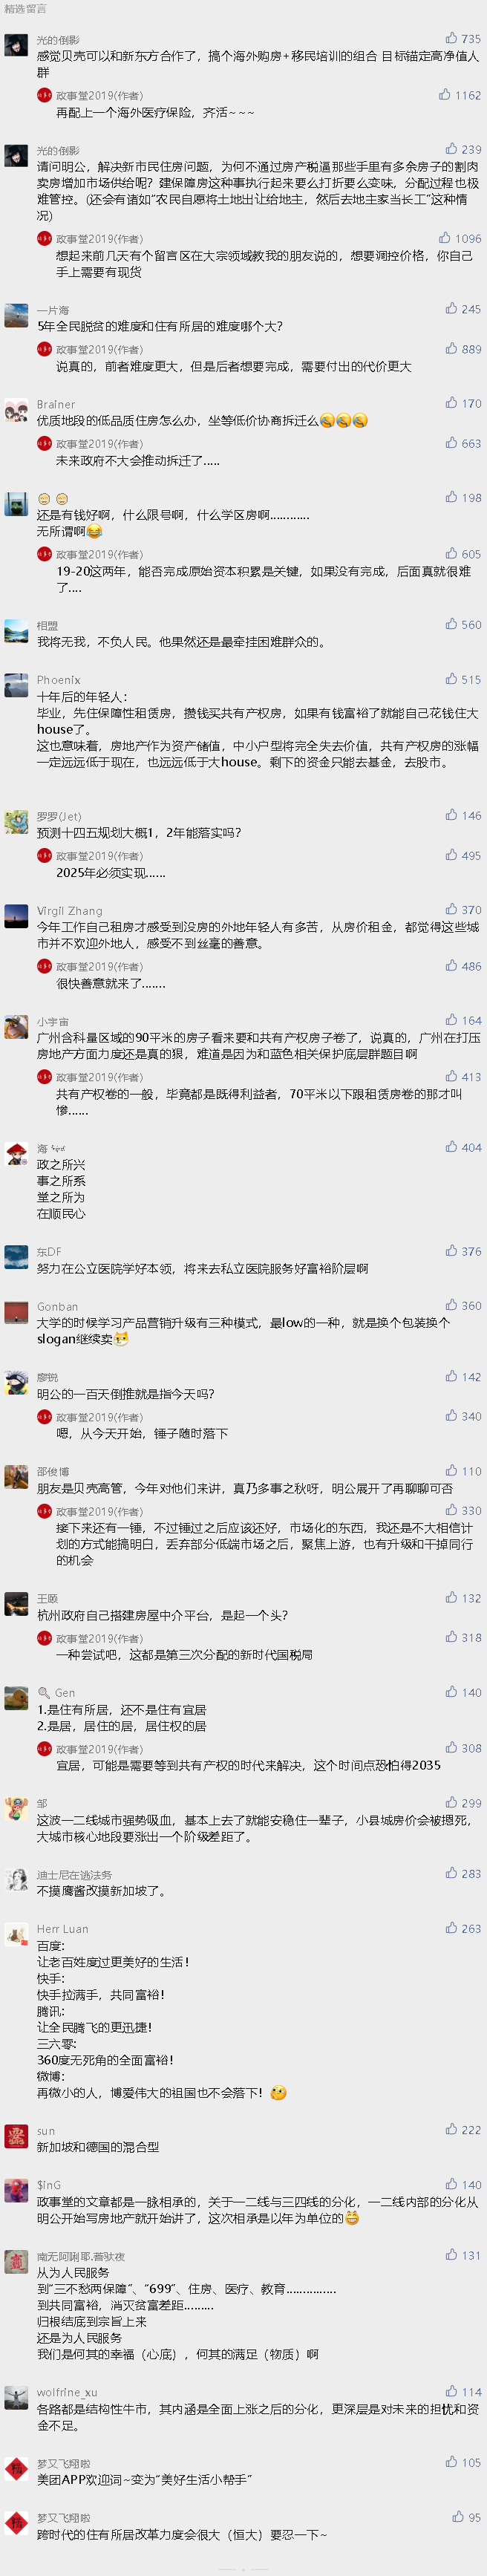 精选留言
光的倒影
735
感觉贝壳可以和新东方合作了，搞个海外购房+移民培训的组合 目标锚定高净值人
群
政事堂2019(作者)
1162
再配上一个海外医疗保险，齐活~~~
光的倒影
239
请问明公，解决新市民住房问题，为何不通过房产税逼那些手里有多余房子的割肉
卖房增加市场供给呢？建保障房这种事执行起来要么打折要么变味，分配过程也极
难管控。(还会有诸如“农民自愿将土地出让给地主，然后去地主家当长工”这种情
况)
政事堂2019(作者)
1096
想起来前几天有个留言区在大宗领域教我的朋友说的，想要调控价格，你自己
手上需要有现货
一片海
245
5年全民脱贫的难度和住有所居的难度哪个大？
政事堂2019(作者)
889
说真的，前者难度更大，但是后者想要完成，需要付出的代价更大
Brainer
170
优质地段的低品质住房怎么办，坐等低价协商拆迁么😂😂😂
政事堂2019(作者)
663
未来政府不大会推动拆迁了.....
198
还是有钱好啊，什么限号啊，什么学区房啊............
无所谓啊😂
政事堂2019(作者)
605
19-20这两年，能否完成原始资本积累是关键，如果没有完成，后面真就很难
了....
相盟
560
我将无我，不负人民。他果然还是最牵挂困难群众的。
Phoenix
515
十年后的年轻人：
毕业，先住保障性租赁房，攒钱买共有产权房，如果有钱富裕了就能自己花钱住大
house了。
这也意味着，房地产作为资产储值，中小户型将完全失去价值，共有产权房的涨幅
一定远远低于现在，也远远低于大house。剩下的资金只能去基金，去股市。
罗罗(Jet)
146
预测十四五规划大概1，2年能落实吗？
政事堂2019(作者)
495
2025年必须实现......
Virgil Zhang
370
今年工作自己租房才感受到没房的外地年轻人有多苦，从房价租金，都觉得这些城
市并不欢迎外地人，感受不到丝毫的善意。
政事堂2019(作者)
486
很快善意就来了.......
小宇宙
164
广州含科量区域的90平米的房子看来要和共有产权房子卷了，说真的，广州在打压
房地产方面力度还是真的狠，难道是因为和蓝色相关保护底层群题目啊
政事堂2019(作者)
413
共有产权卷的一般，毕竟都是既得利益者，70平米以下跟租赁房卷的那才叫
惨......
海
404
政之所兴
事之所系
堂之所为
在顺民心
东DF
376
努力在公立医院学好本领，将来去私立医院服务好富裕阶层啊
Gonban
360
大学的时候学习产品营销升级有三种模式，最low的一种，就是换个包装换个
slogan继续卖
廖锐
142
明公的一百天倒推就是指今天吗？
政事堂2019(作者)
340
嗯，从今天开始，锤子随时落下
邵俊博
110
朋友是贝壳高管，今年对他们来讲，真乃多事之秋呀，明公展开了再聊聊可否
政事堂2019(作者)
330
接下来还有一锤，不过锤过之后应该还好，市场化的东西，我还是不大相信计
划的方式能搞明白，丢弃部分低端市场之后，聚焦上游，也有升级和干掉同行
的机会
王颐
132
杭州政府自己搭建房屋中介平台，是起一个头？
政事堂2019(作者)
318
一种尝试吧，这都是第三次分配的新时代国税局
Gen
140
1.是住有所居，还不是住有宜居
2.是居，居住的居，居住权的居
政事堂2019(作者)
308
宜居，可能是需要等到共有产权的时代来解决，这个时间点恐怕得2035
邹
299
这波一二线城市强势吸血，基本上去了就能安稳住一辈子，小县城房价会被摁死，
大城市核心地段要涨出一个阶级差距了。
迪士尼在逃法务
283
不摸鹰酱改摸新加坡了。
Herr Luan
263
百度：
让老百姓度过更美好的生活！
快手：
快手拉满手，共同富裕！
腾讯：
让全民腾飞的更迅捷！
三六零：
360度无死角的全面富裕！
微博：
再微小的人，博爱伟大的祖国也不会落下！
sun
222
新加坡和德国的混合型
$inG
140
政事堂的文章都是一脉相承的，关于一二线与三四线的分化，一二线内部的分化从
明公开始写房地产就开始讲了，这次相承是以年为单位的😁
南无阿唎耶.菩驮夜
131
从为人民服务
到“三不愁两保障”、“699”、住房、医疗、教育...............
到共同富裕，消灭贫富差距.........
归根结底到宗旨上来
还是为人民服务
我们是何其的幸福（心底），何其的满足（物质）啊
wolfrine_xu
114
各路都是结构性牛市，其内涵是全面上涨之后的分化，更深层是对未来的担忧和资
金不足。
梦又飞翔啦
105
美团APP欢迎词~变为“美好生活小帮手”
梦又飞翔啦
95
跨时代的住有所居改革力度会很大（恒大）要忍一下~